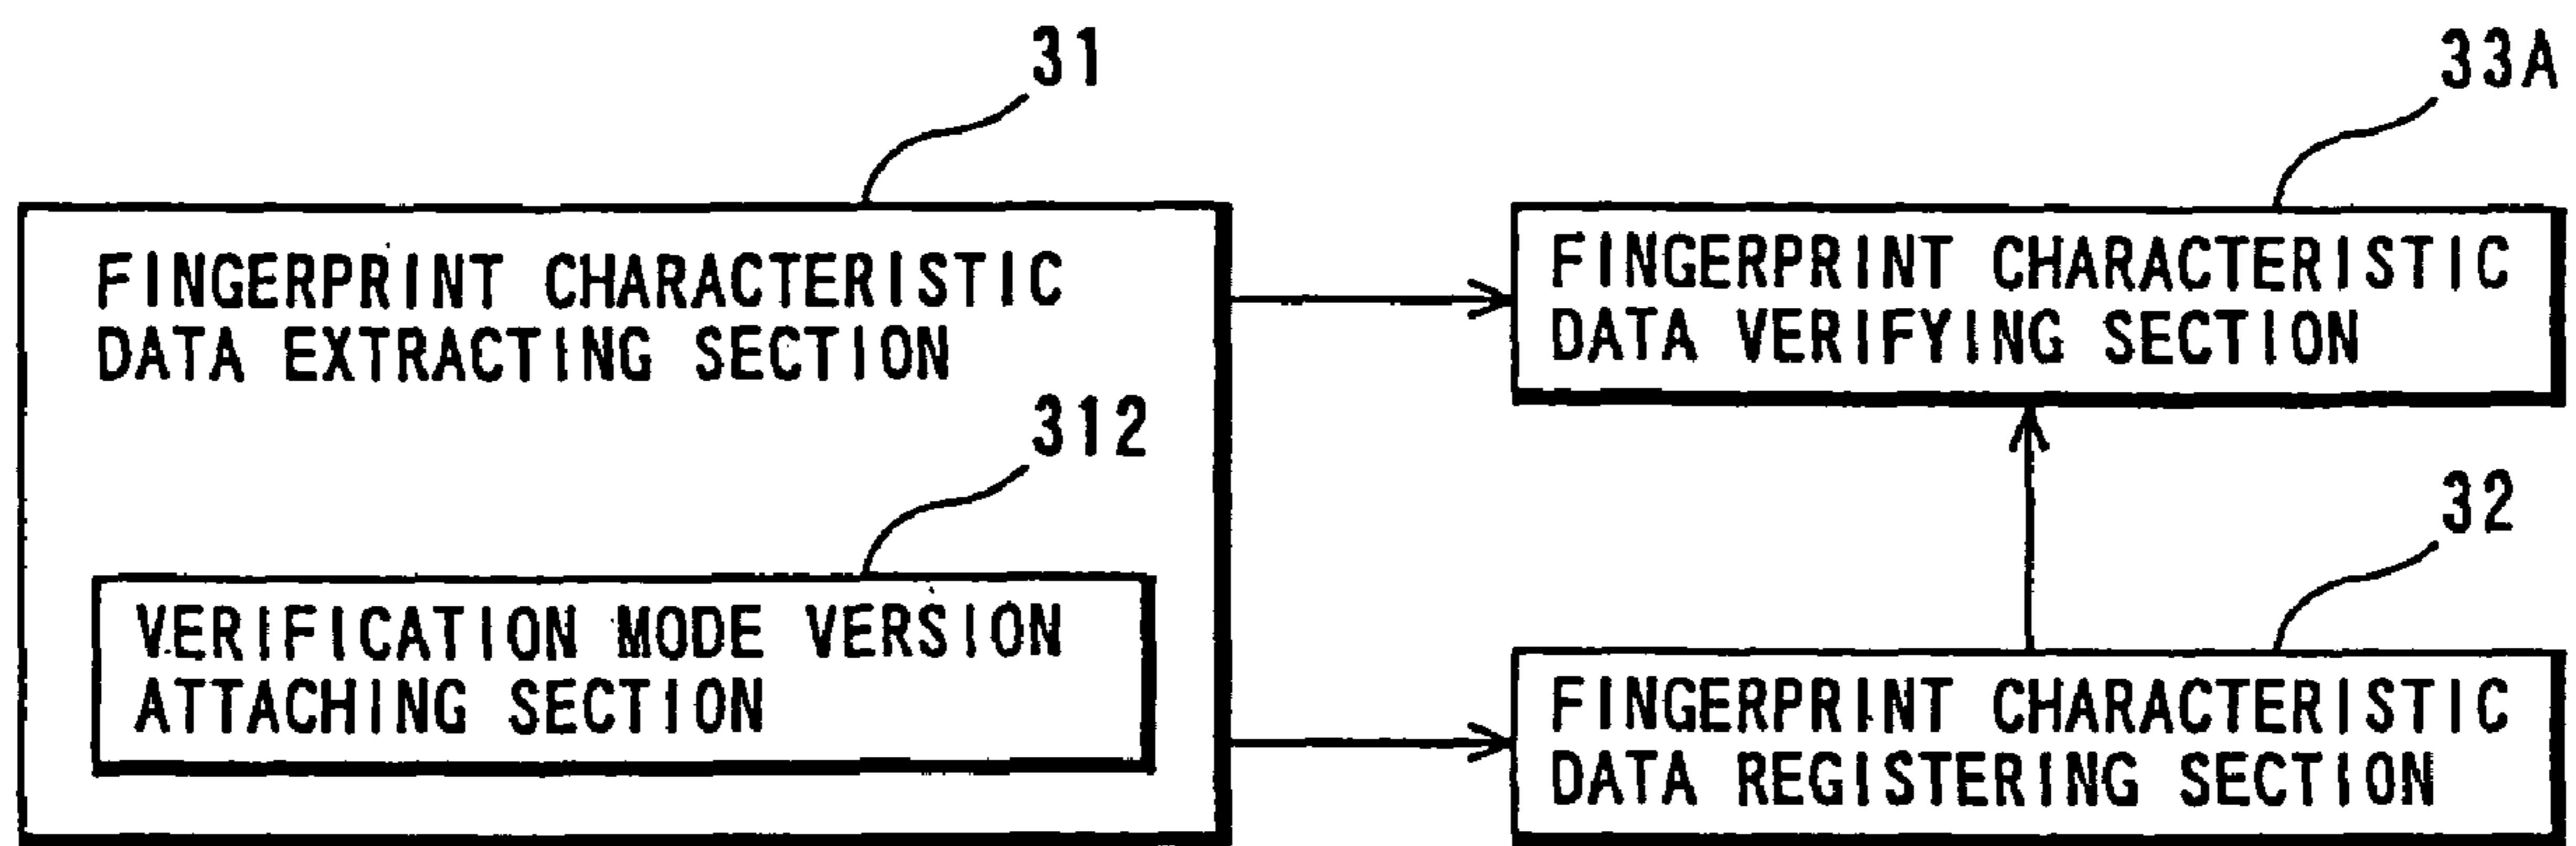 31
FINGERPRINT CHARACTERISTIC
DATA EXTRACTING SECTION
312
VERIFICATION MODE VERSION
ATTACHING SECTION
33A
FINGERPRINT CHARACTERISTIC
DATA VERIFYING SECTION
32
FINGERPRINT CHARACTERISTIC
DATA REGISTERING SECTION